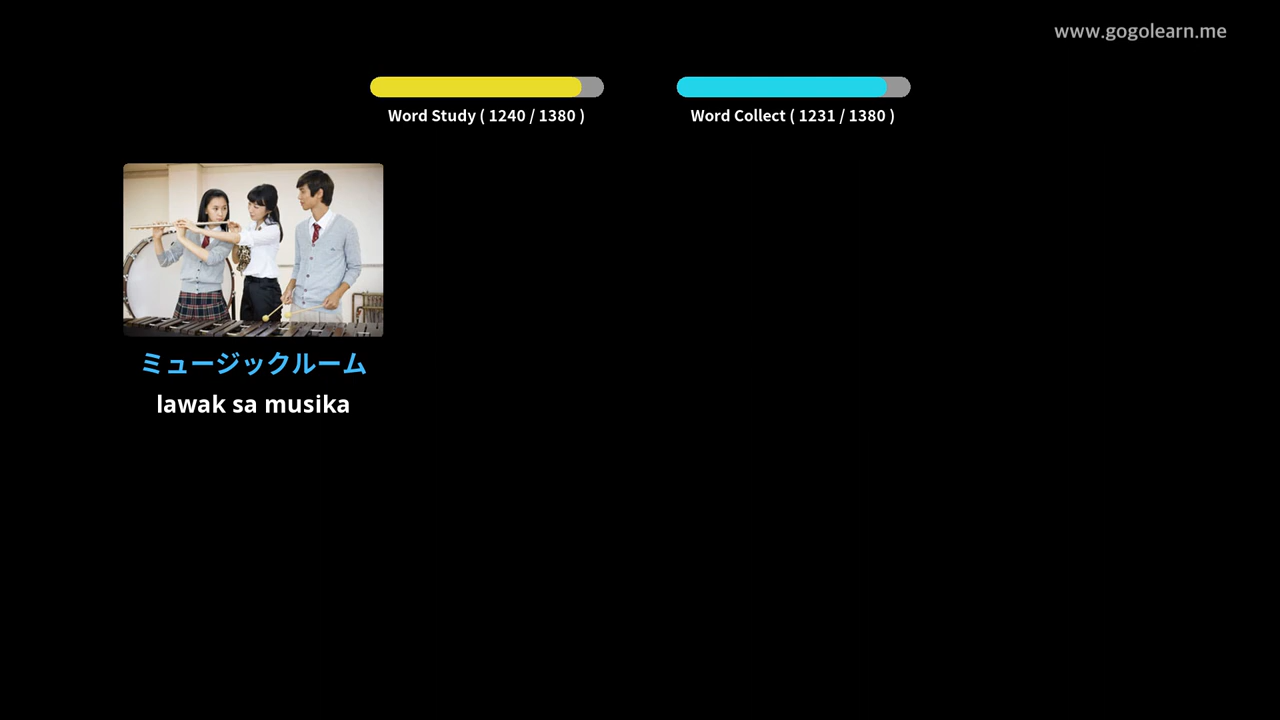 www.gogolearn.me
Word Study ( 1240 / 1380 )
Word Collect ( 1231 / 1380 )
ミュージックルーム
lawak sa musika